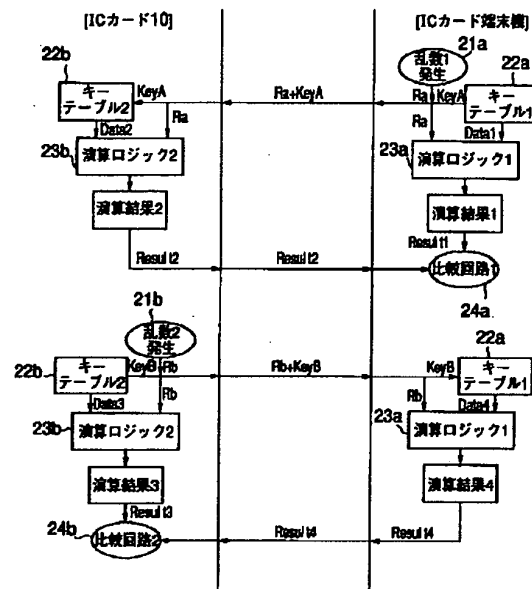 [ICカード10]
[ICカード端末機]
21a
22b
乱数1
発生
22a
キー
テーブル2
KeyA
Ra+KeyA
Ra
KeyA
キー
テーブル1
Data2
Ra
Ra
Data1
23b
演算ロジック2
23a
演算ロジック1
演算結果2
演算結果1
Result1
Result2
Result2
比較回路1
24a
21b
乱数2
発生
22b
キー
テーブル2
KeyB
Rb
Rb+KeyB
KeyB
22a
キー
テーブル1
Data3
Rb
Rb
Data4
23b
演算ロジック2
23a
演算ロジック1
演算結果3
演算結果4
Result3
24b
比較回路2
Result4
Result4